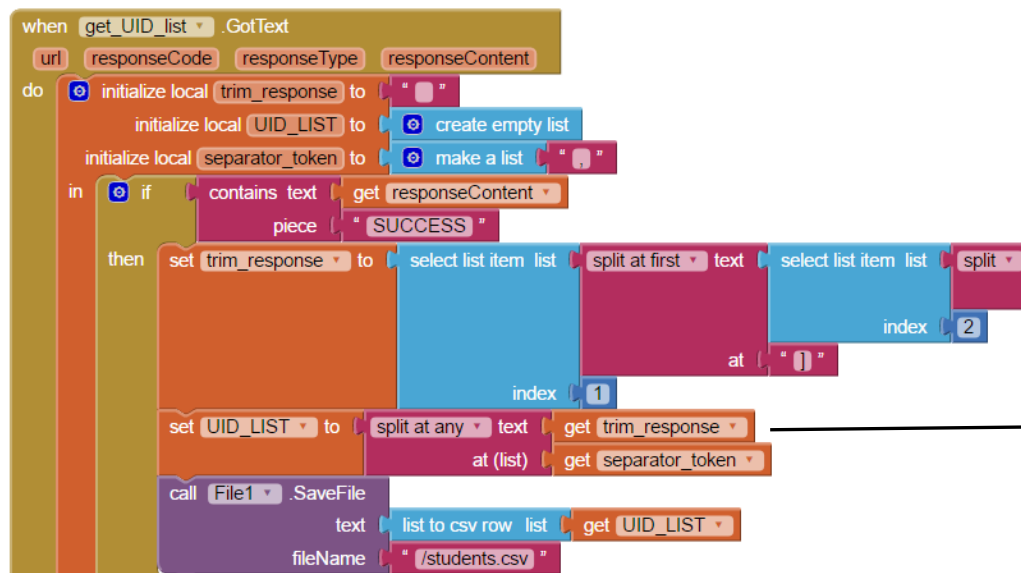 when get_UID_list .GotText
url responseCode responseType responseContent
do initialize local trim_response to " "
initialize local UID_LIST to create empty list
initialize local separator_token to make a list " , "
in if contains text get responseContent
piece " SUCCESS "
then set trim_response to select list item list split at first text select list item list split
index 2
at " ] "
index 1
set UID_LIST to split at any text get trim_response
at (list) get separator_token
call File1 .SaveFile
text list to csv row list get UID_LIST
fileName " /students.csv "